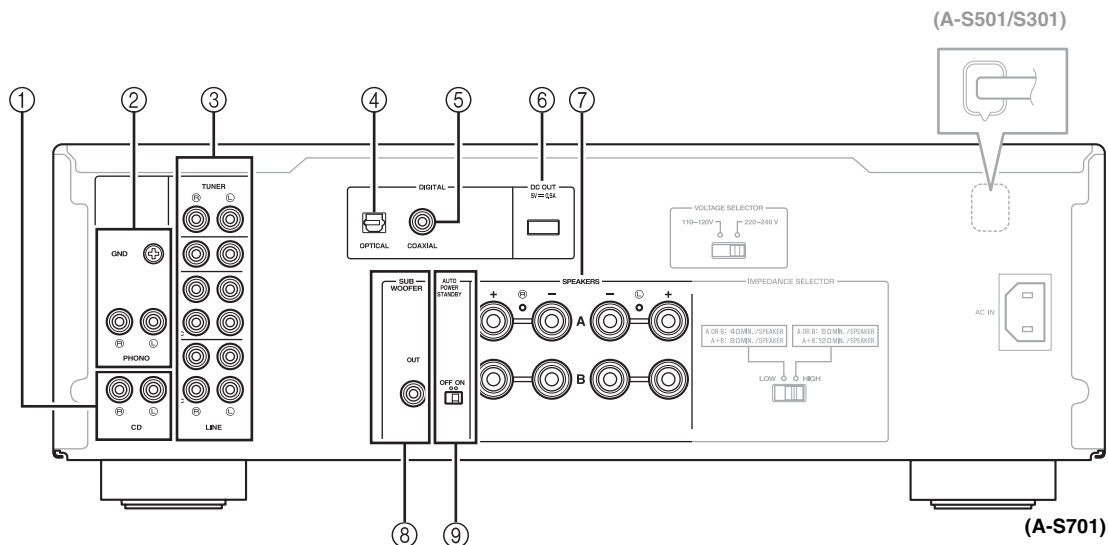 (A-S501/S301)
① ② ③ ④ ⑤ ⑥ ⑦
TUNER
R L
GND
R L
PHONO
R L
CD
R L
LINE
DIGITAL
OPTICAL COAXIAL
DC OUT
5V 0,5A
SUB
WOOFER
OUT
AUTO
POWER
STANDBY
OFF ON
SPEAKERS
+ R − − L +
A
B
VOLTAGE SELECTOR
110–120V 220–240 V
IMPEDANCE SELECTOR
A OR B: 4ΩMIN. /SPEAKER
A+B: 8ΩMIN. /SPEAKER
A OR B: 6ΩMIN. /SPEAKER
A+B:12ΩMIN. /SPEAKER
LOW HIGH
AC IN
⑧ ⑨
(A-S701)